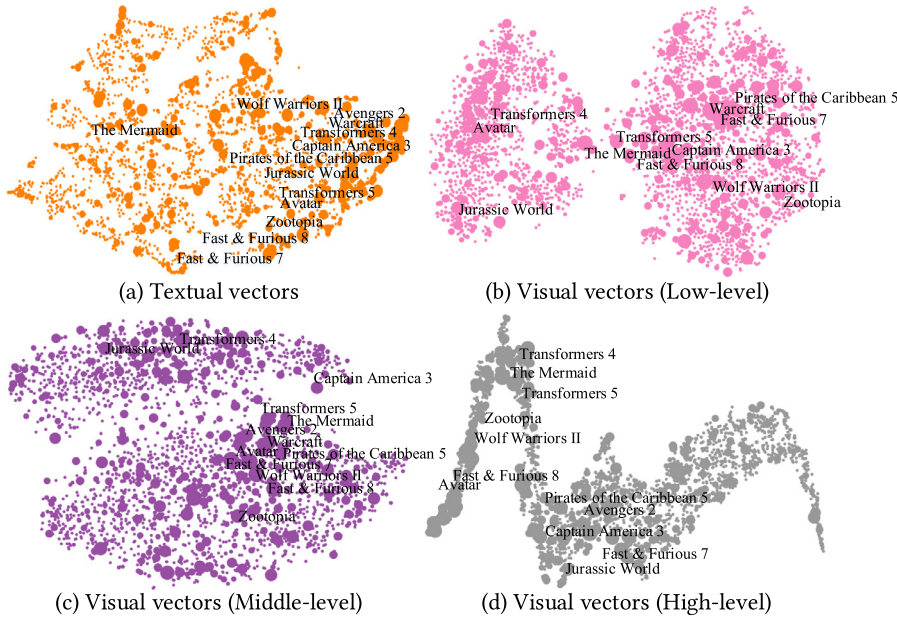 Wolf Warriors II
Avengers 2
Warcraft
The Mermaid
Transformers 4
Captain America 3
Pirates of the Caribbean 5
Jurassic World
Transformers 5
Avatar
Zootopia
Fast & Furious 8
Fast & Furious 7
(a) Textual vectors
Pirates of the Caribbean 5
Warcraft
Transformers 4
Fast & Furious 7
Avatar
Transformers 5
The Mermaid
Captain America 3
Fast & Furious 8
Wolf Warriors II
Zootopia
Jurassic World
(b) Visual vectors (Low-level)
Transformers 4
Jurassic World
Captain America 3
Transformers 5
The Mermaid
Avengers 2
Warcraft
Avatar
Pirates of the Caribbean 5
Fast & Furious 7
Wolf Warriors II
Fast & Furious 8
Zootopia
(c) Visual vectors (Middle-level)
Transformers 4
The Mermaid
Transformers 5
Zootopia
Wolf Warriors II
Fast & Furious 8
Avatar
Pirates of the Caribbean 5
Avengers 2
Captain America 3
Fast & Furious 7
Jurassic World
(d) Visual vectors (High-level)